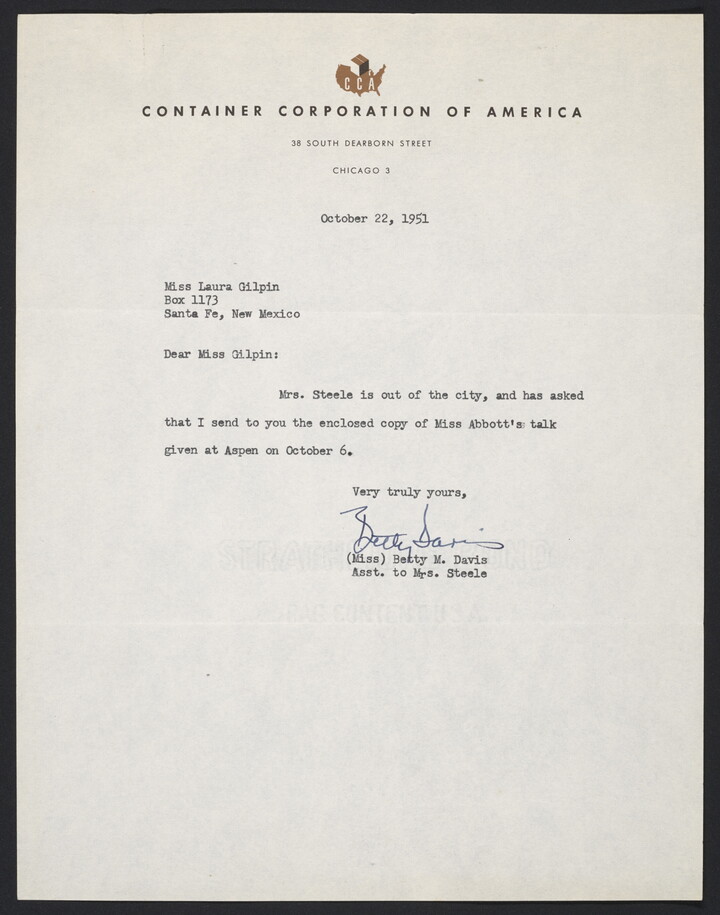 CCA
CONTAINER CORPORATION OF AMERICA
38 SOUTH DEARBORN STREET
CHICAGO 3
October 22, 1951
Miss Laura Gilpin
Box 1173
Santa Fe, New Mexico
Dear Miss Gilpin:
Mrs. Steele is out of the city, and has asked
that I send to you the enclosed copy of Miss Abbott's talk
given at Aspen on October 6.
Very truly yours,
Betty Davis
(Miss) Betty M. Davis
Asst. to Mrs. Steele